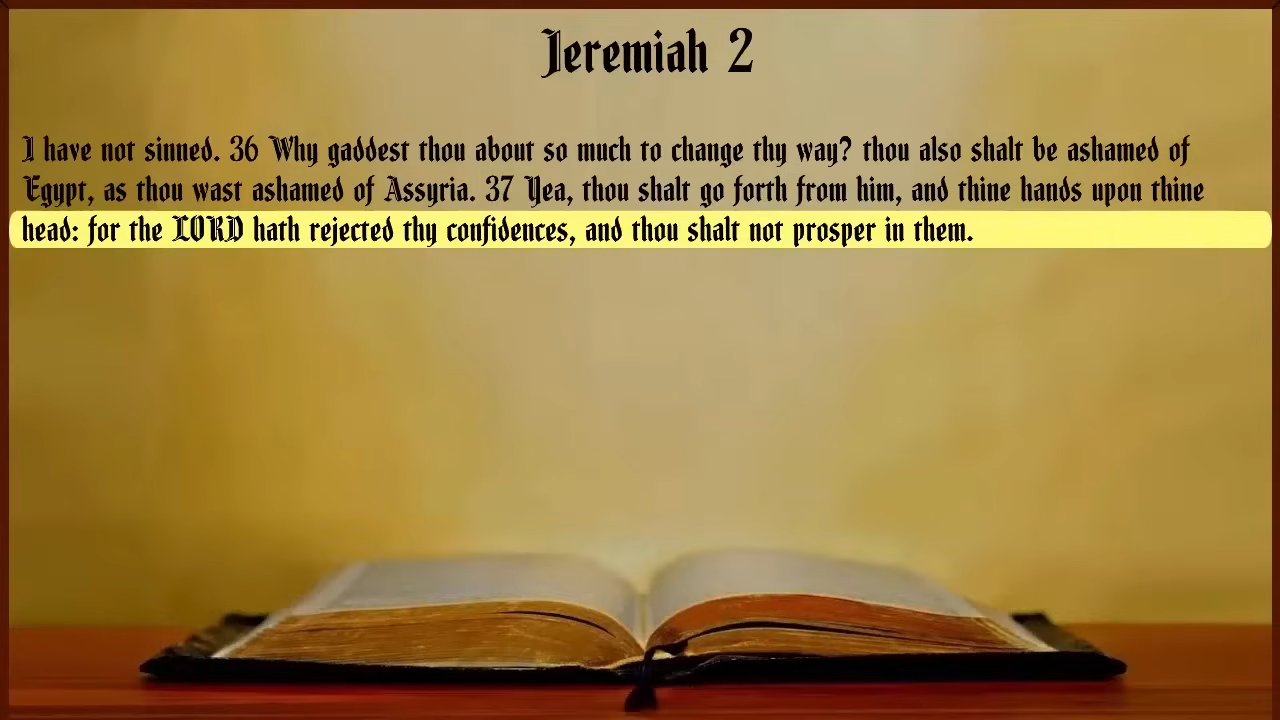 Jeremiah 2
I have not sinned. 36 Why gaddest thou about so much to change thy way? thou also shalt be ashamed of
Egypt, as thou wast ashamed of Assyria. 37 Yea, thou shalt go forth from him, and thine hands upon thine
head: for the LORD hath rejected thy confidences, and thou shalt not prosper in them.